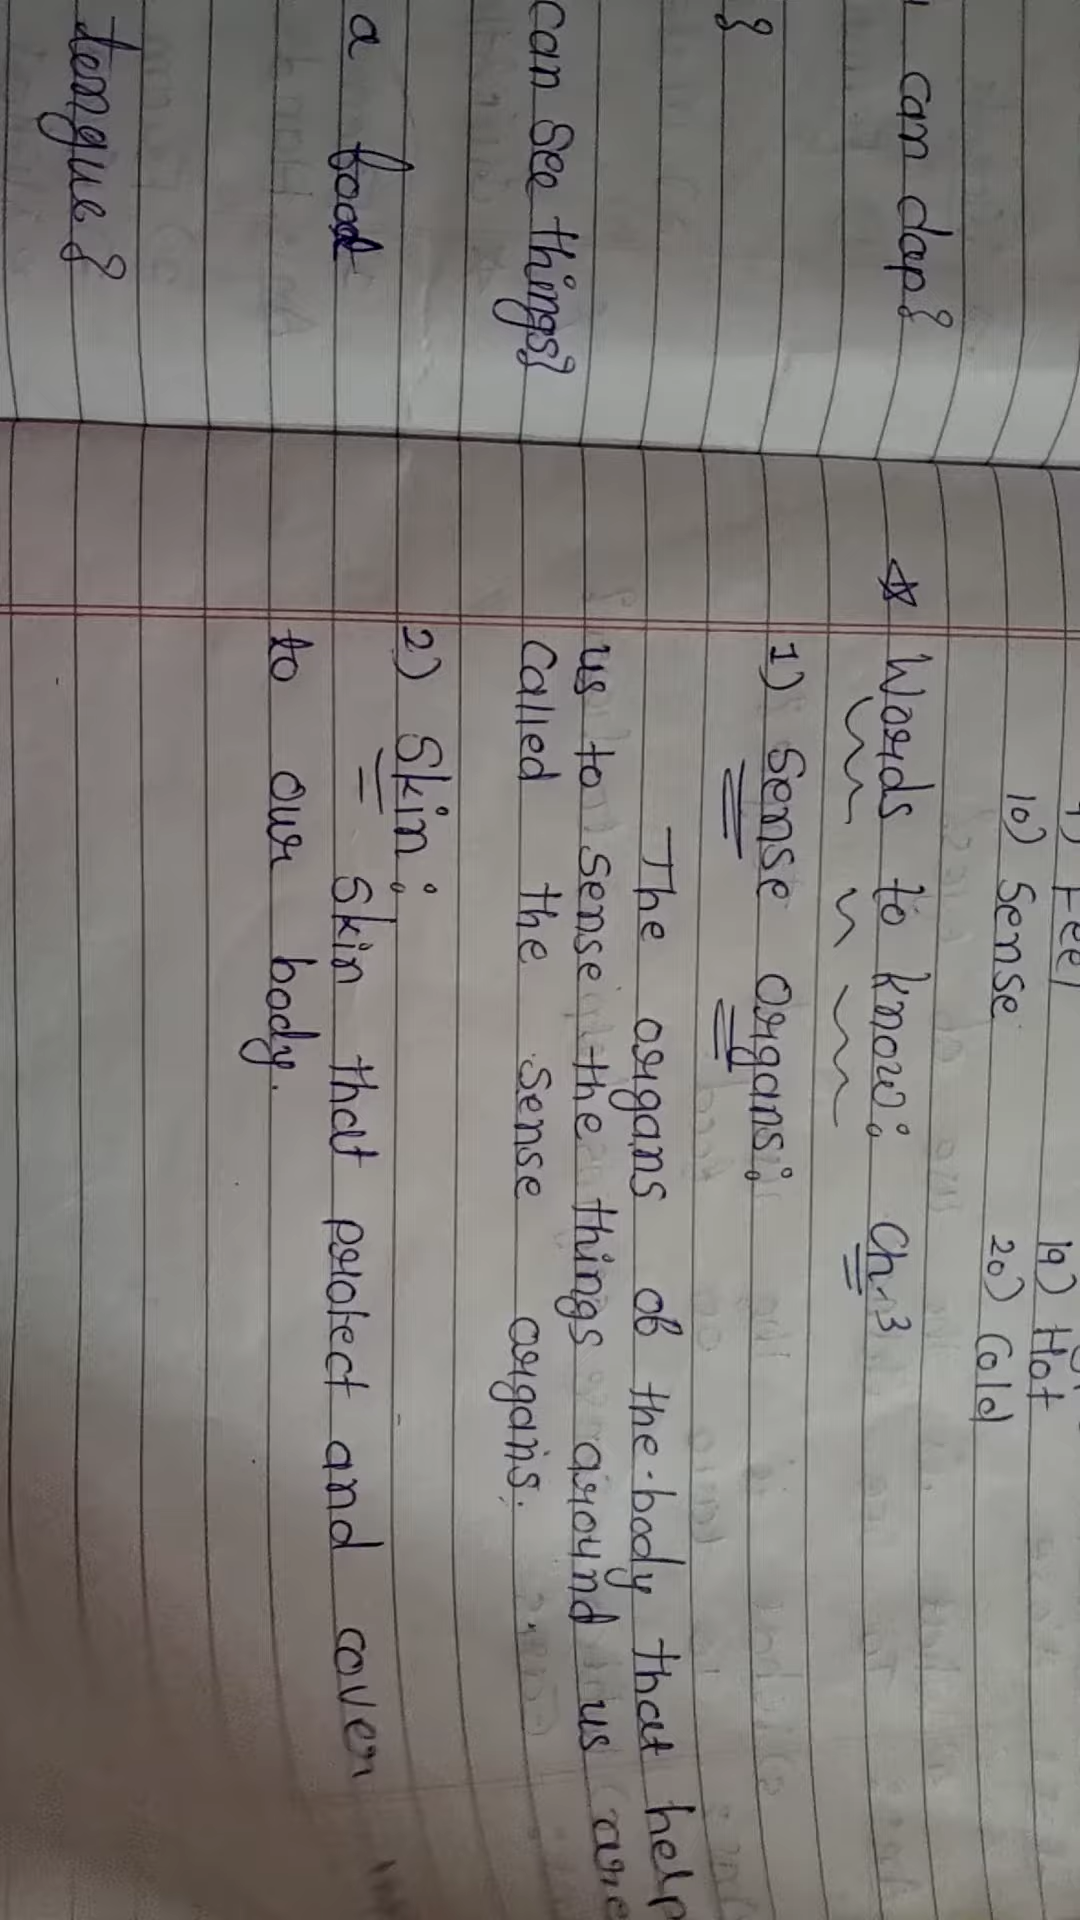 can clap?
?
can see things?
a food
tongue?
9) Feel 19) Hot
10) Sense 20) Cold
☆ Words to know: Ch-3
1) Sense organs:
The organs of the body that help
us to sense the things around us are
called the sense organs.
2) Skin:
Skin that protect and cover
to our body.